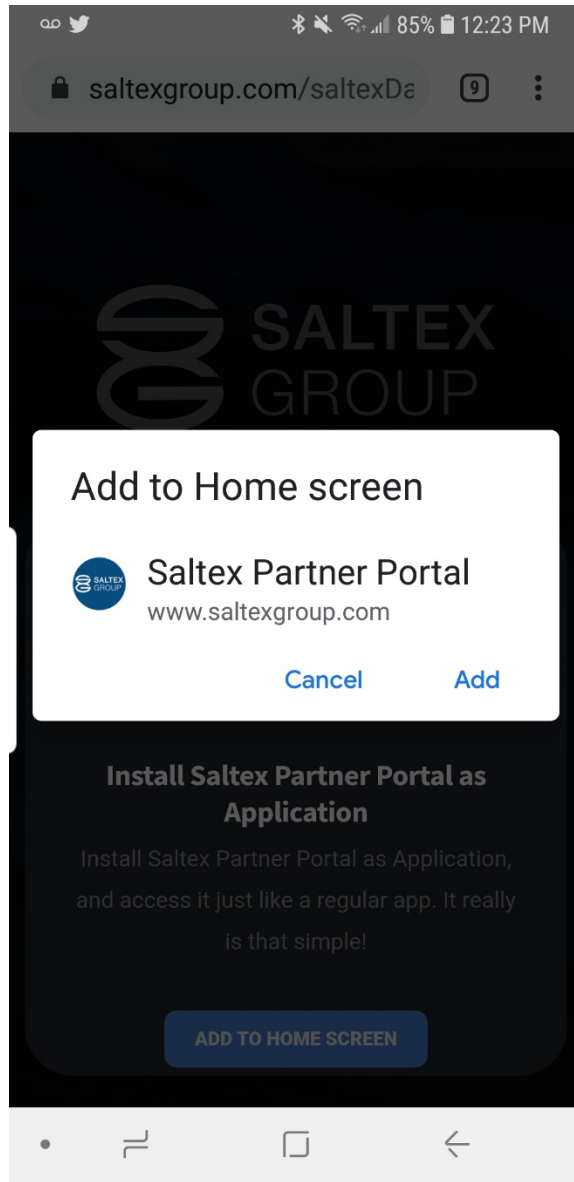 85% 12:23 PM
saltexgroup.com/saltexDa 9
SALTEX
GROUP
Add to Home screen
SALTEX
GROUP
Saltex Partner Portal
www.saltexgroup.com
Cancel Add
Install Saltex Partner Portal as
Application
Install Saltex Partner Portal as Application,
and access it just like a regular app. It really
is that simple!
ADD TO HOME SCREEN